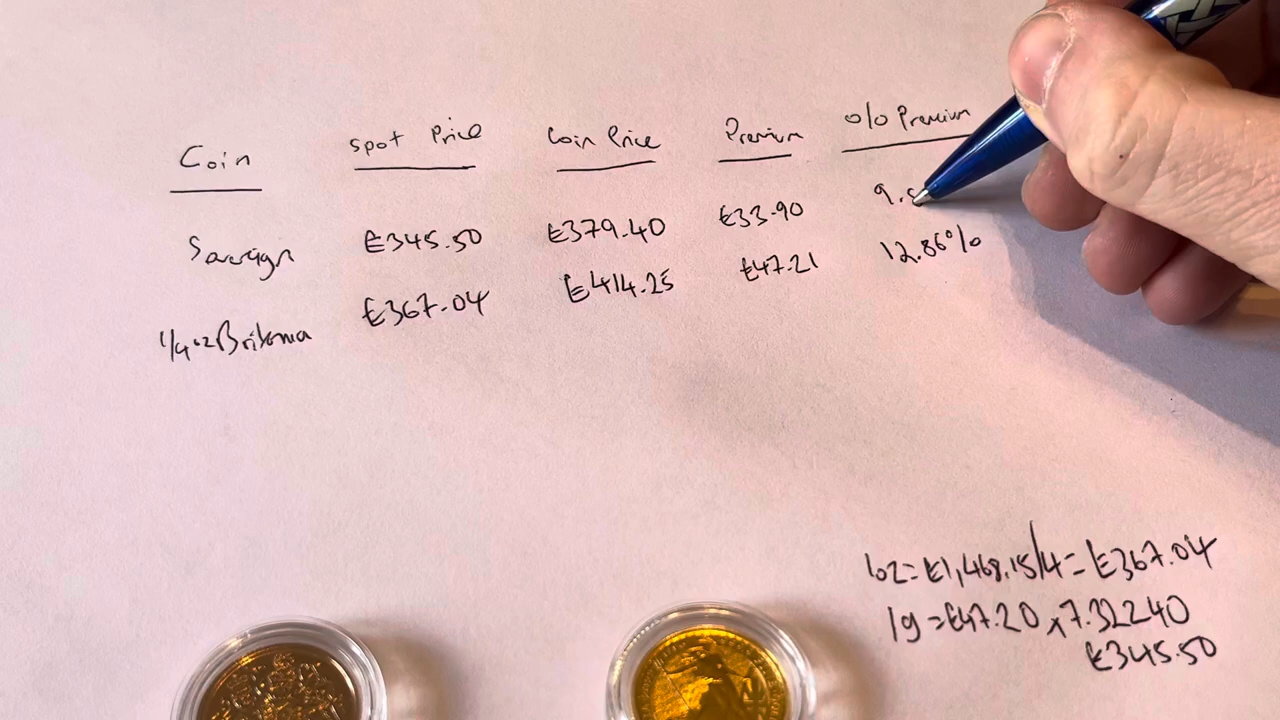 Coin Spot Price Coin Price Premium % Premium
Sovereign £345.50 £379.40 £33.90 9.8
1/4oz Britannia £367.04 £414.25 £47.21 12.86%
1oz = £1,468.15/4 = £367.04
1g = £47.20 x 7.32240
£345.50